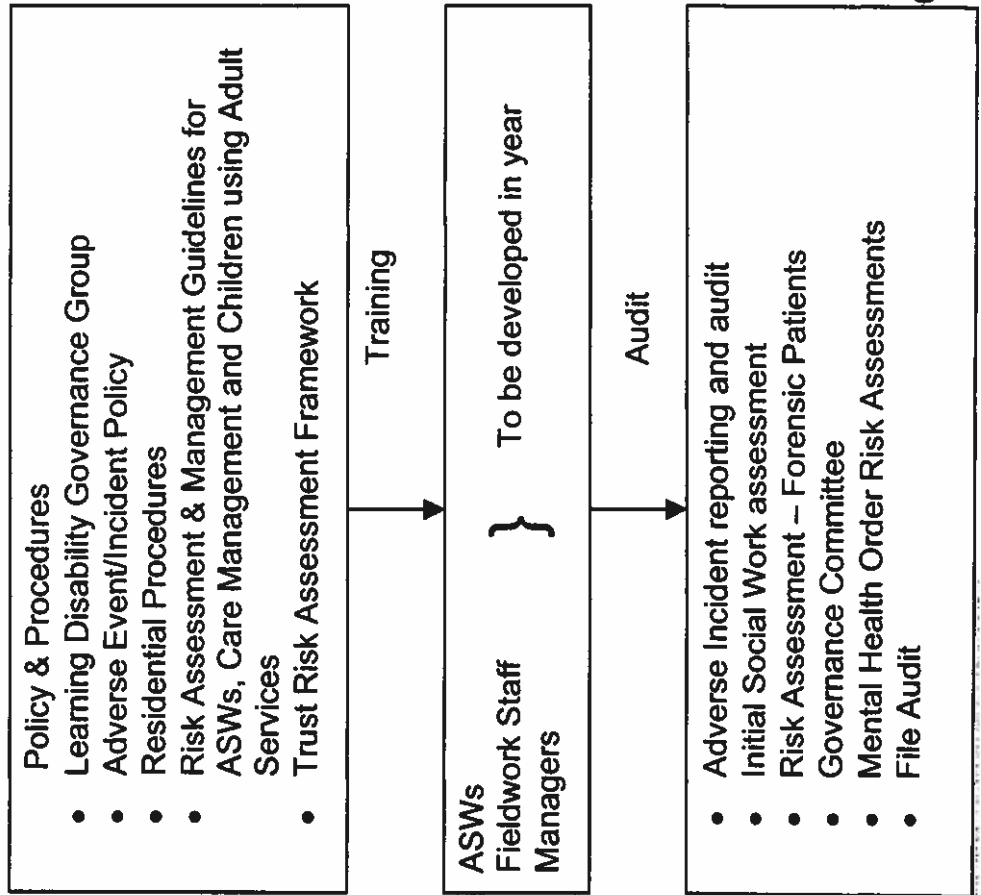 Policy & Procedures
• Learning Disability Governance Group
• Adverse Event/Incident Policy
• Residential Procedures
• Risk Assessment & Management Guidelines for
ASWs, Care Management and Children using Adult
Services
• Trust Risk Assessment Framework
Training
ASWs
Fieldwork Staff } To be developed in year
Managers
Audit
• Adverse Incident reporting and audit
Initial Social Work assessment
• Risk Assessment – Forensic Patients
• Governance Committee
• Mental Health Order Risk Assessments
• File Audit